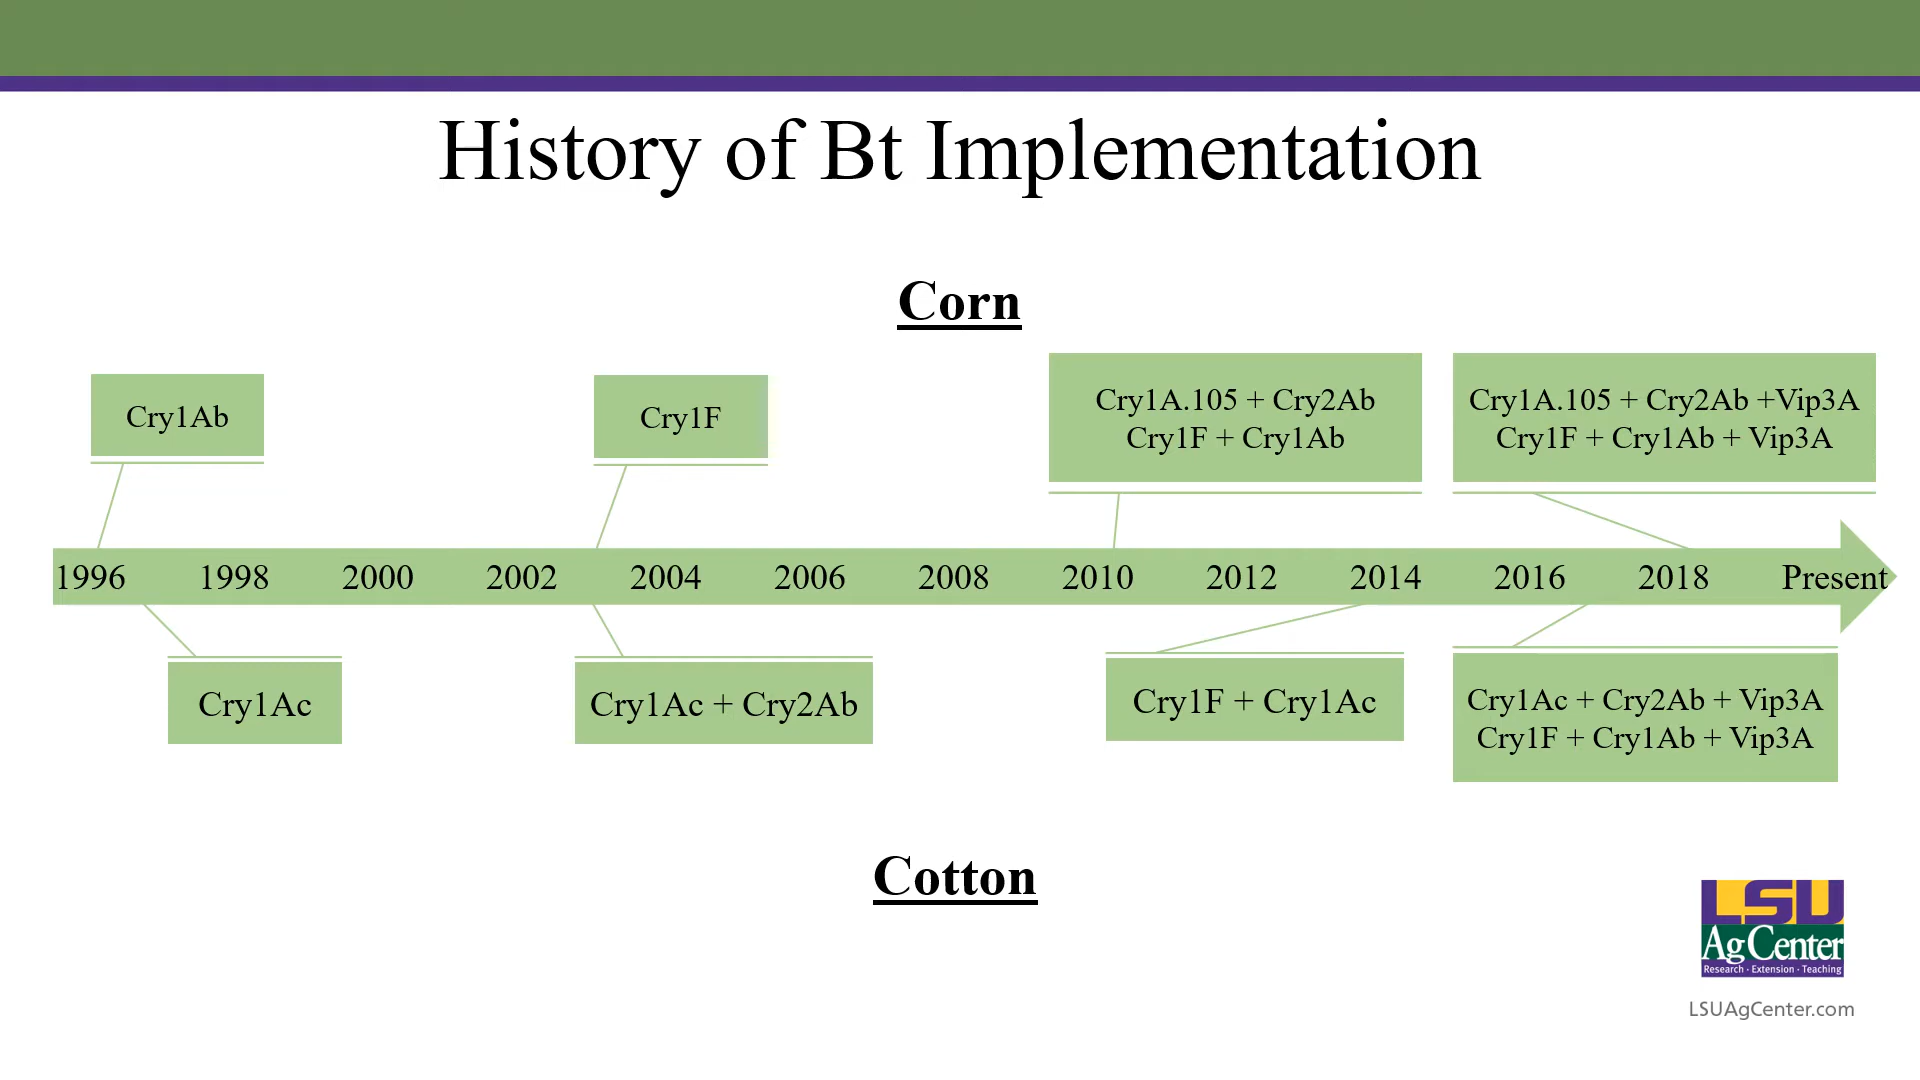 History of Bt Implementation
Corn
Cry1Ab
Cry1F
Cry1A.105 + Cry2Ab
Cry1F + Cry1Ab
Cry1A.105 + Cry2Ab +Vip3A
Cry1F + Cry1Ab + Vip3A
1996 1998 2000 2002 2004 2006 2008 2010 2012 2014 2016 2018 Present
Cry1Ac
Cry1Ac + Cry2Ab
Cry1F + Cry1Ac
Cry1Ac + Cry2Ab + Vip3A
Cry1F + Cry1Ab + Vip3A
Cotton
LSU
AgCenter
Research · Extension · Teaching
LSUAgCenter.com